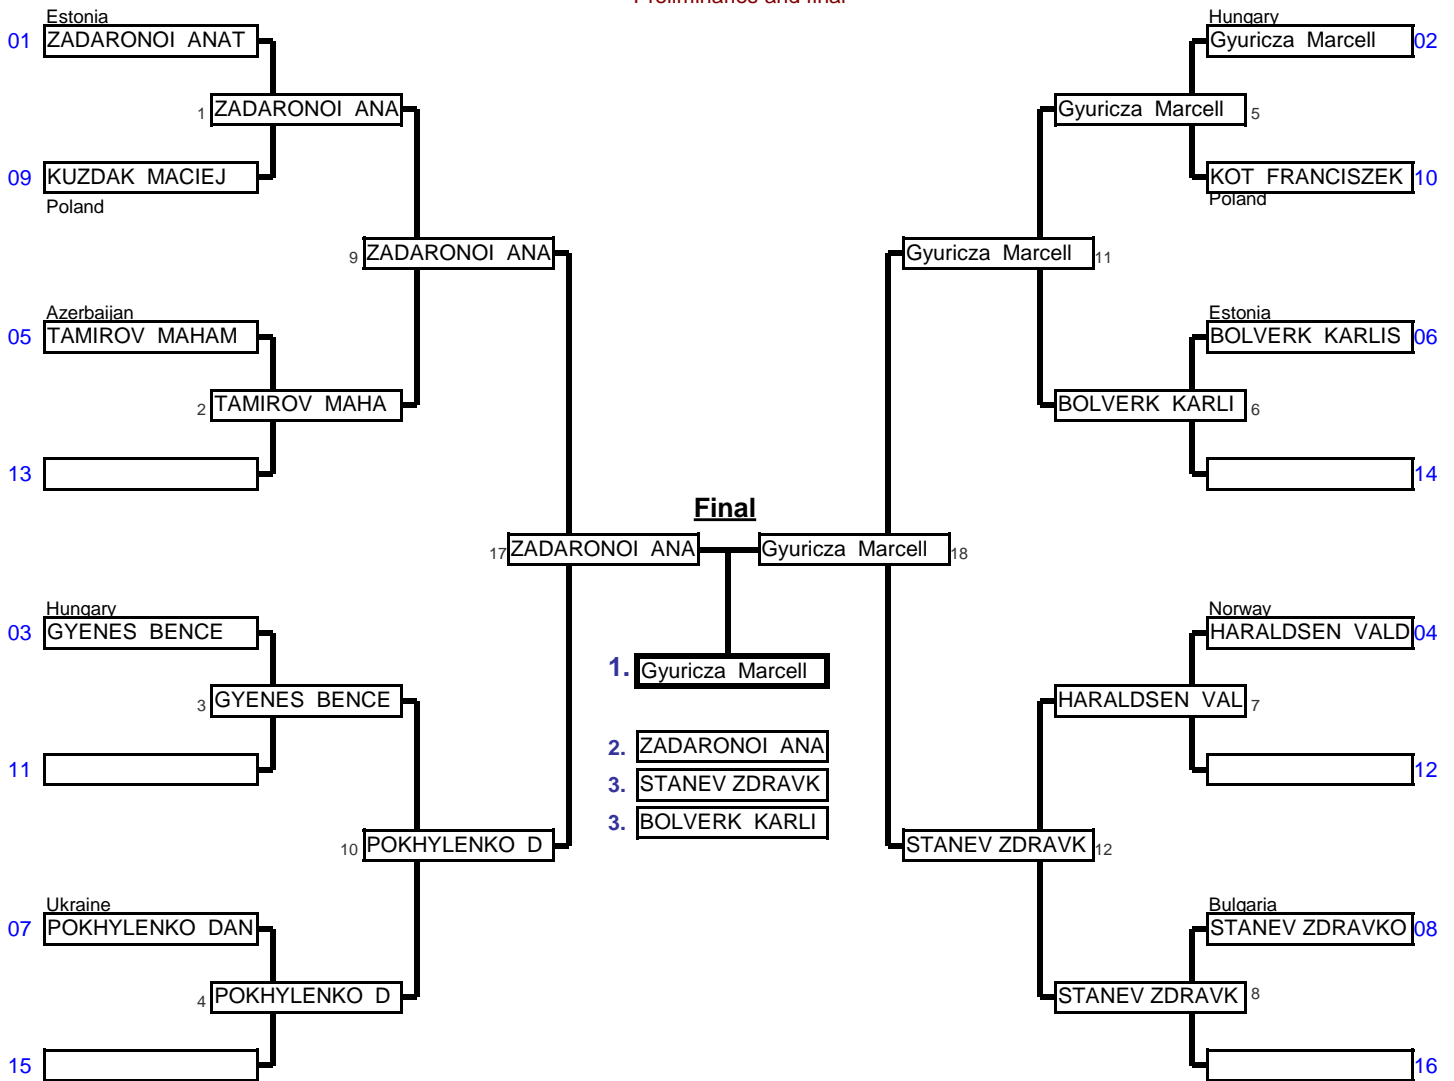 Preliminaries and final
Estonia
01 ZADARONOI ANAT
1 ZADARONOI ANA
09 KUZDAK MACIEJ
Poland
9 ZADARONOI ANA
Azerbaijan
05 TAMIROV MAHAM
2 TAMIROV MAHA
13
17 ZADARONOI ANA
Hungary
03 GYENES BENCE
3 GYENES BENCE
11
10 POKHYLENKO D
Ukraine
07 POKHYLENKO DAN
4 POKHYLENKO D
15
Final
1. Gyuricza Marcell
2. ZADARONOI ANA
3. STANEV ZDRAVK
3. BOLVERK KARLI
Hungary
Gyuricza Marcell 02
Gyuricza Marcell 5
KOT FRANCISZEK 10
Poland
Gyuricza Marcell 11
Estonia
BOLVERK KARLIS 06
BOLVERK KARLI 6
14
Gyuricza Marcell 18
Norway
HARALDSEN VALD 04
HARALDSEN VAL 7
12
STANEV ZDRAVK 12
Bulgaria
STANEV ZDRAVKO 08
STANEV ZDRAVK 8
16